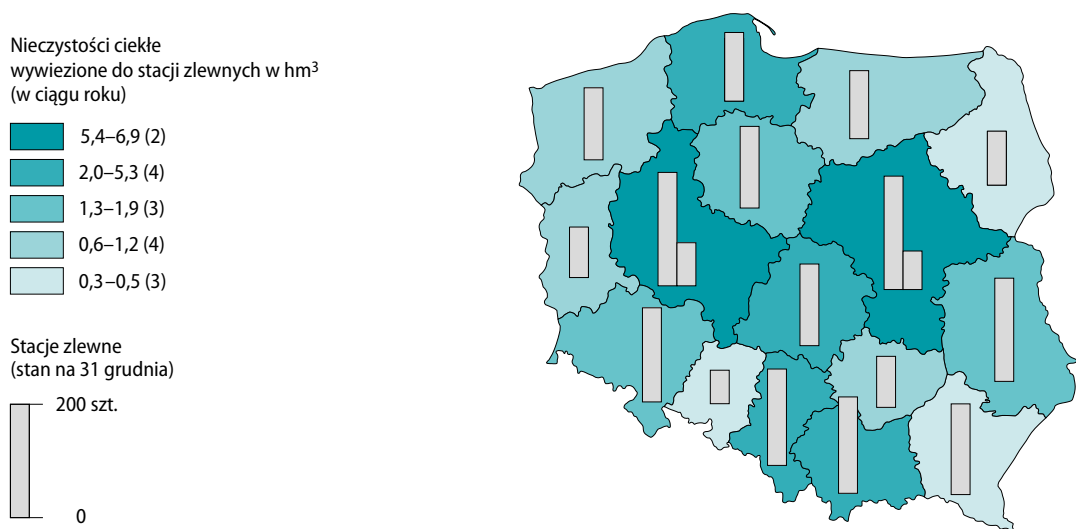 Nieczystości ciekłe
wywiezione do stacji zlewnych w hm³
(w ciągu roku)
5,4–6,9 (2)
2,0–5,3 (4)
1,3–1,9 (3)
0,6–1,2 (4)
0,3–0,5 (3)
Stacje zlewne
(stan na 31 grudnia)
200 szt.
0